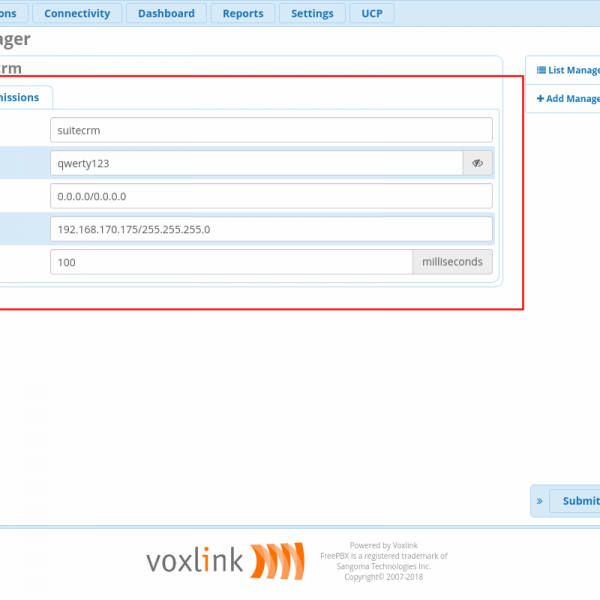 ons Connectivity Dashboard Reports Settings UCP
ager
crm
List Manage
nissions
Add Manage
suitecrm
qwerty123
0.0.0.0/0.0.0.0
192.168.170.175/255.255.255.0
100 milliseconds
» Submit
voxlink
Powered by Voxlink
FreePBX is a registered trademark of
Sangoma Technologies Inc.
Copyright© 2007-2018